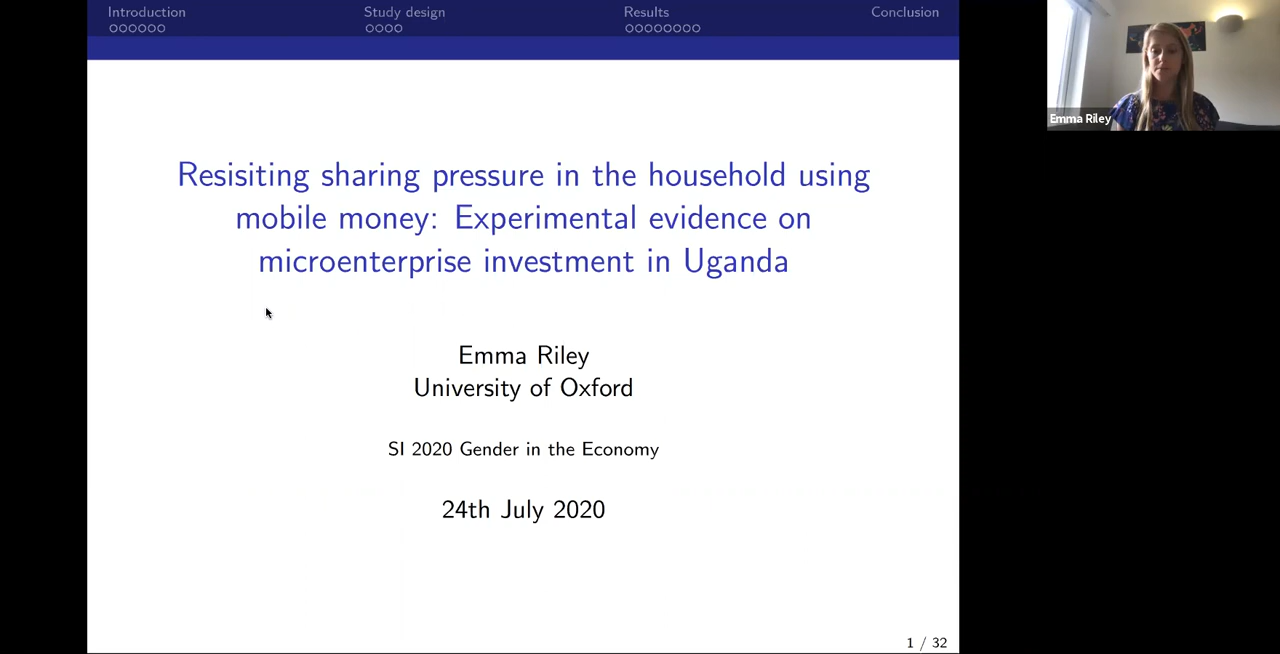 Introduction
Study design
Results
Conclusion
Resisiting sharing pressure in the household using
mobile money: Experimental evidence on
microenterprise investment in Uganda
Emma Riley
University of Oxford
SI 2020 Gender in the Economy
24th July 2020
1 / 32
Emma Riley